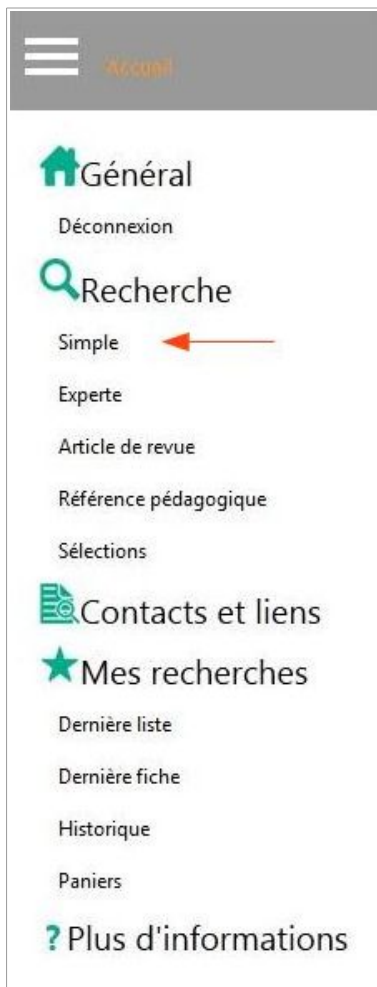 Accueil
Général
Déconnexion
Recherche
Simple
Experte
Article de revue
Référence pédagogique
Sélections
Contacts et liens
Mes recherches
Dernière liste
Dernière fiche
Historique
Paniers
? Plus d'informations